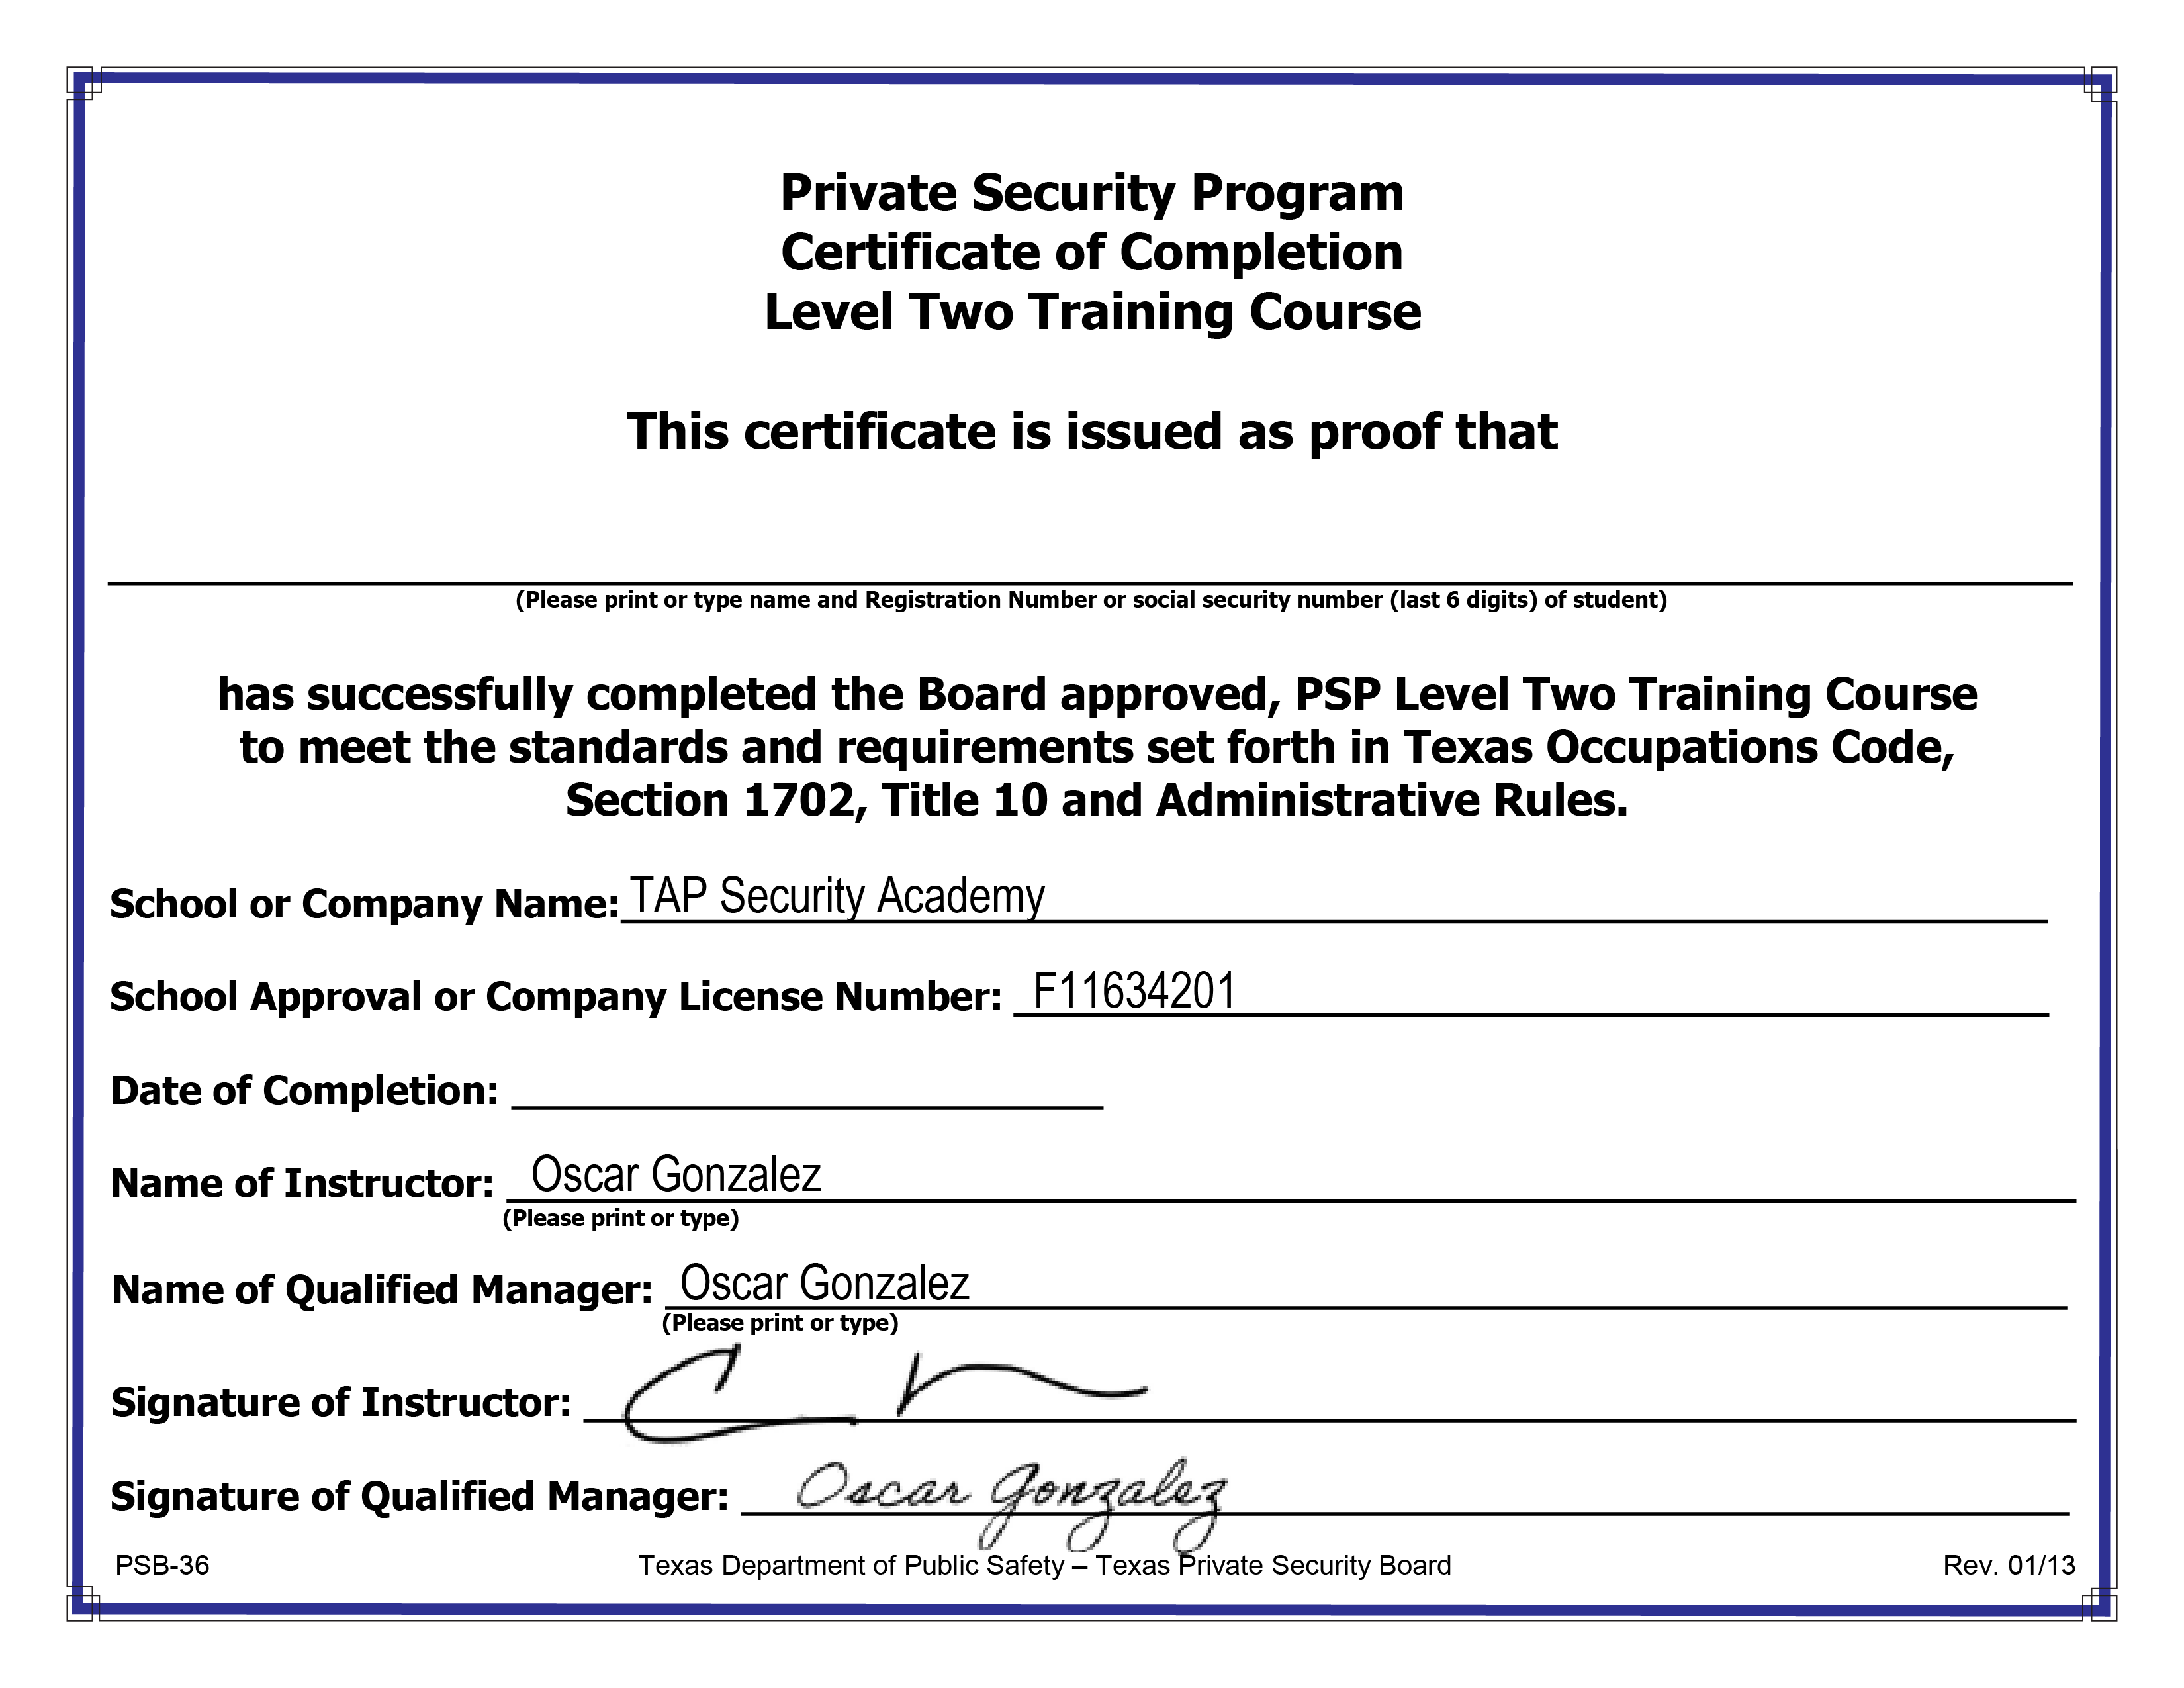 Private Security Program
Certificate of Completion
Level Two Training Course
This certificate is issued as proof that
(Please print or type name and Registration Number or social security number (last 6 digits) of student)
has successfully completed the Board approved, PSP Level Two Training Course
to meet the standards and requirements set forth in Texas Occupations Code,
Section 1702, Title 10 and Administrative Rules.
School or Company Name: TAP Security Academy
School Approval or Company License Number: F11634201
Date of Completion:
Name of Instructor: Oscar Gonzalez
(Please print or type)
Name of Qualified Manager: Oscar Gonzalez
(Please print or type)
Signature of Instructor:
Signature of Qualified Manager: Oscar Gonzalez
PSB-36 Texas Department of Public Safety – Texas Private Security Board Rev. 01/13